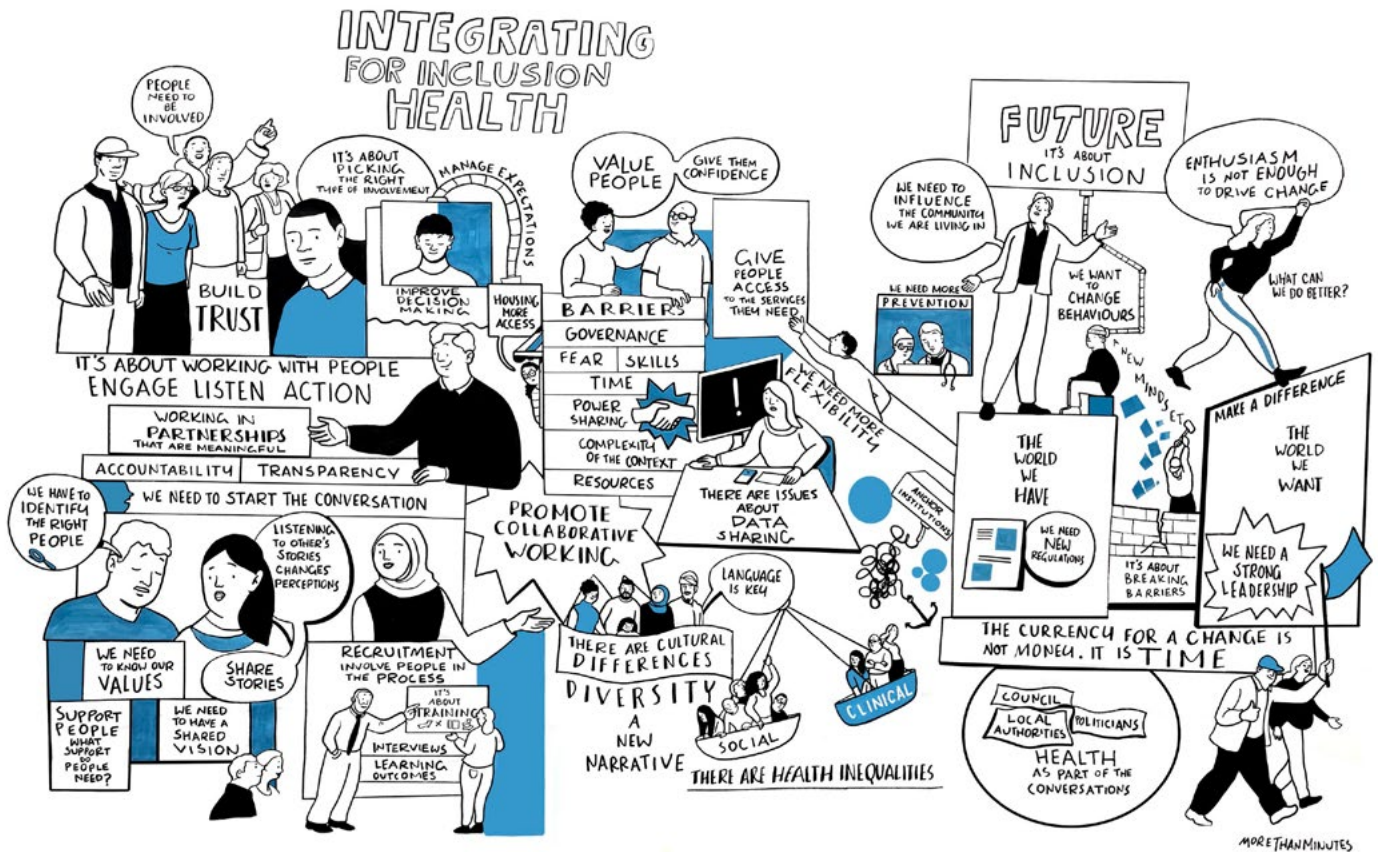 INTEGRATING
FOR INCLUSION
HEALTH
PEOPLE
NEED TO
BE
INVOLVED
IT'S ABOUT
PICKING
THE RIGHT
TYPE OF INVOLVEMENT
MANAGE EXPECTATIONS
BUILD
TRUST
IMPROVE
DECISION
MAKING
HOUSING
MORE
ACCESS
IT'S ABOUT WORKING WITH PEOPLE
ENGAGE LISTEN ACTION
WORKING IN
PARTNERSHIPS
THAT ARE MEANINGFUL
ACCOUNTABILITY
TRANSPARENCY
WE NEED TO START THE CONVERSATION
WE HAVE TO
IDENTIFY
THE RIGHT
PEOPLE
LISTENING
TO OTHER'S
STORIES
CHANGES
PERCEPTIONS
WE NEED
TO KNOW OUR
VALUES
SHARE
STORIES
SUPPORT
PEOPLE
WHAT
SUPPORT
DO
PEOPLE
NEED?
WE NEED
TO HAVE A
SHARED
VISION
RECRUITMENT
INVOLVE PEOPLE IN
THE PROCESS
IT'S
ABOUT
TRAINING
INTERVIEWS
LEARNING
OUTCOMES
VALUE
PEOPLE
GIVE THEM
CONFIDENCE
BARRIERS
GOVERNANCE
FEAR
SKILLS
TIME
POWER
SHARING
COMPLEXITY
OF THE CONTEXT
RESOURCES
GIVE
PEOPLE
ACCESS
TO THE SERVICES
THEM NEED
WE NEED MORE
FLEXIBILITY
!
THERE ARE ISSUES
ABOUT
DATA
SHARING
ANCHOR
INSTITUTIONS
PROMOTE
COLLABORATIVE
WORKING
LANGUAGE
IS KEY
THERE ARE CULTURAL
DIFFERENCES
DIVERSITY
A
NEW
NARRATIVE
SOCIAL
CLINICAL
THERE ARE HEALTH INEQUALITIES
FUTURE
IT'S ABOUT
INCLUSION
WE NEED TO
INFLUENCE
THE COMMUNITY
WE ARE LIVING IN
WE NEED MORE
PREVENTION
WE WANT
TO
CHANGE
BEHAVIOURS
ENTHUSIASM
IS NOT ENOUGH
TO DRIVE CHANGE
WHAT CAN
WE DO BETTER?
A NEW MINDSET
THE
WORLD
WE
HAVE
WE NEED
NEW
REGULATIONS
IT'S ABOUT
BREAKING
BARRIERS
MAKE A DIFFERENCE
THE
WORLD
WE
WANT
WE NEED A
STRONG
LEADERSHIP
THE CURRENCY FOR A CHANGE IS
NOT MONEY. IT IS TIME
COUNCIL
LOCAL
AUTHORITIES
POLITICIANS
HEALTH
AS PART OF THE
CONVERSATIONS
MORETHANMINUTES